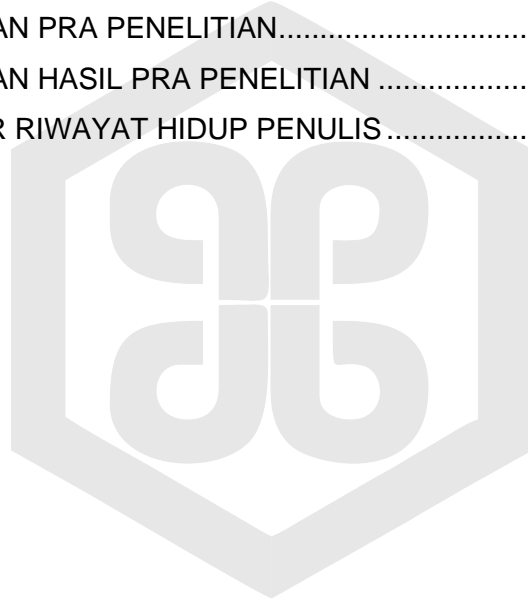 AN PRA PENELITIAN............................
AN HASIL PRA PENELITIAN ..................
R RIWAYAT HIDUP PENULIS .................